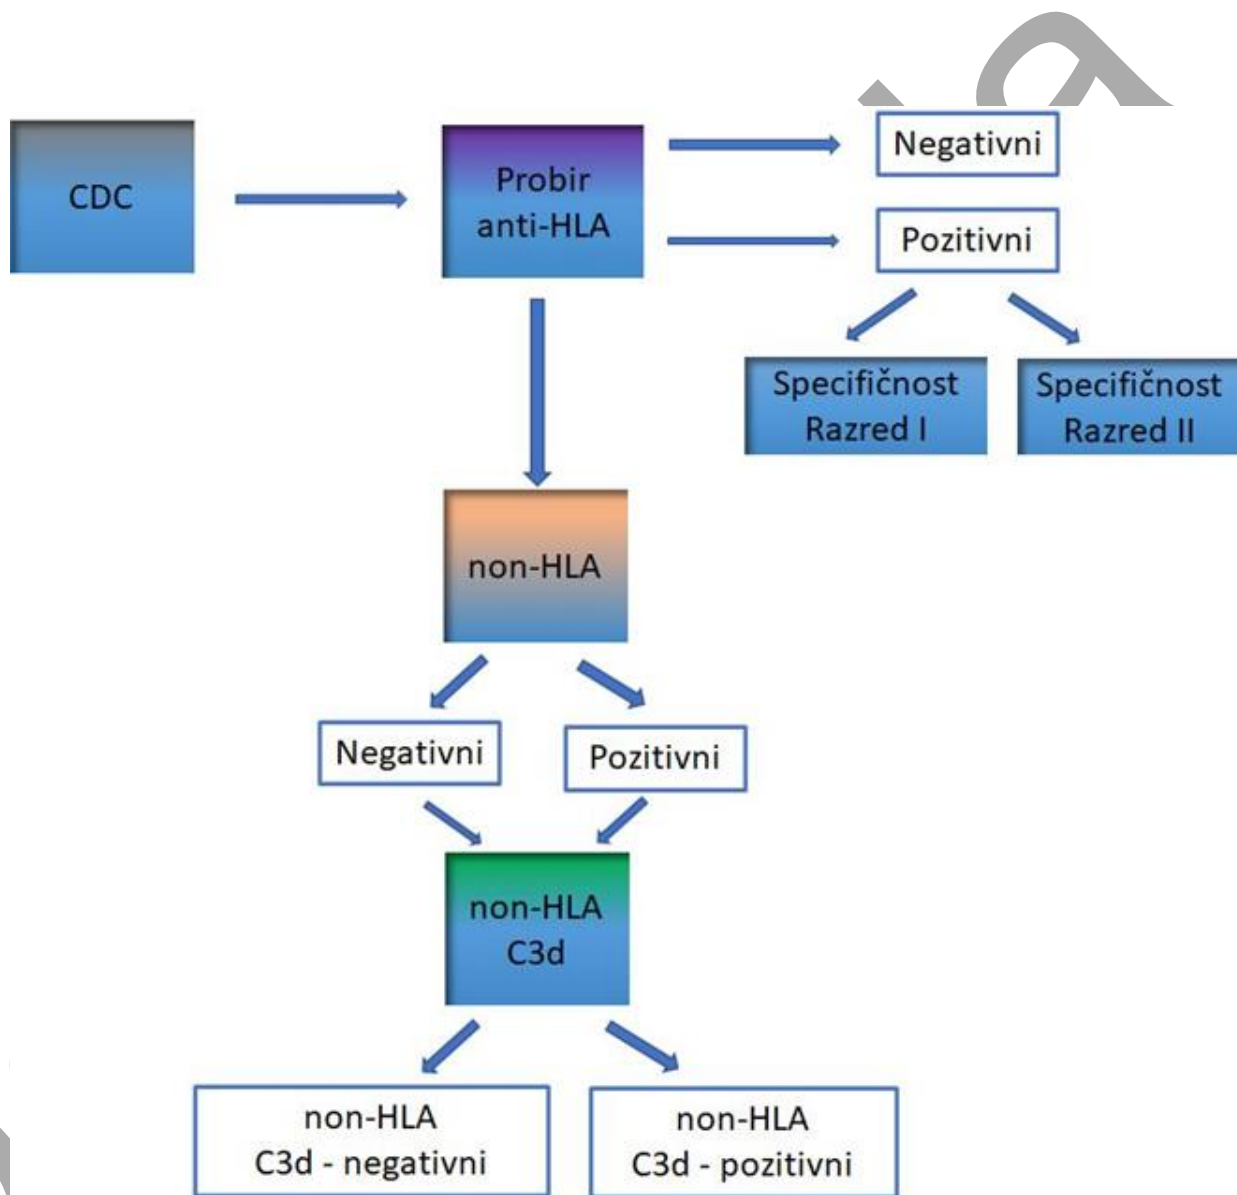 CDC
Probir
anti-HLA
Negativni
Pozitivni
Specifičnost
Razred I
Specifičnost
Razred II
non-HLA
Negativni
Pozitivni
non-HLA
C3d
non-HLA
C3d - negativni
non-HLA
C3d - pozitivni